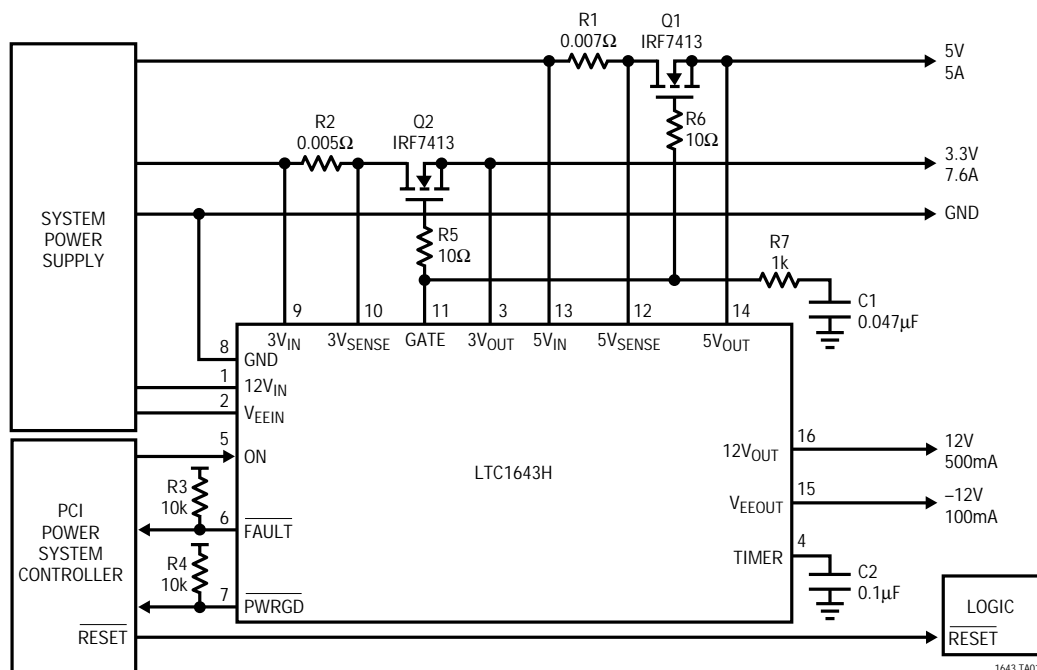 R1
0.007Ω
Q1
IRF7413
5V
5A
R6
10Ω
R2
0.005Ω
Q2
IRF7413
3.3V
7.6A
GND
SYSTEM
POWER
SUPPLY
R5
10Ω
R7
1k
C1
0.047µF
9
10
11
3
13
12
14
3VIN
3VSENSE
GATE
3VOUT
5VIN
5VSENSE
5VOUT
8
GND
1
12VIN
2
VEEIN
5
ON
LTC1643H
16
12VOUT
12V
500mA
15
VEEOUT
–12V
100mA
R3
10k
6
FAULT
PCI
POWER
SYSTEM
CONTROLLER
R4
10k
7
PWRGD
4
TIMER
C2
0.1µF
RESET
LOGIC
RESET